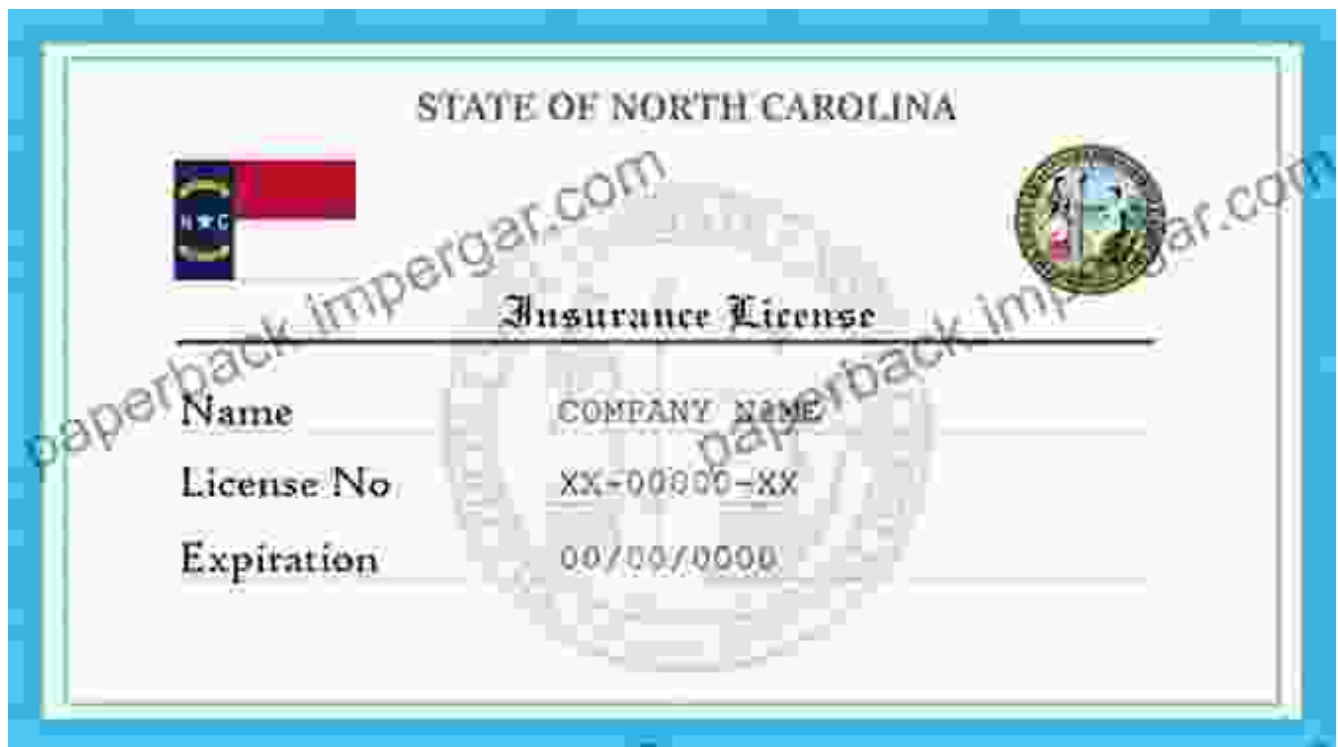 STATE OF NORTH CAROLINA
N★C
paperback.impergar.com
paperback.impergar.com
Insurance License
Name COMPANY NAME
License No XX-00000-XX
Expiration 00/00/0000